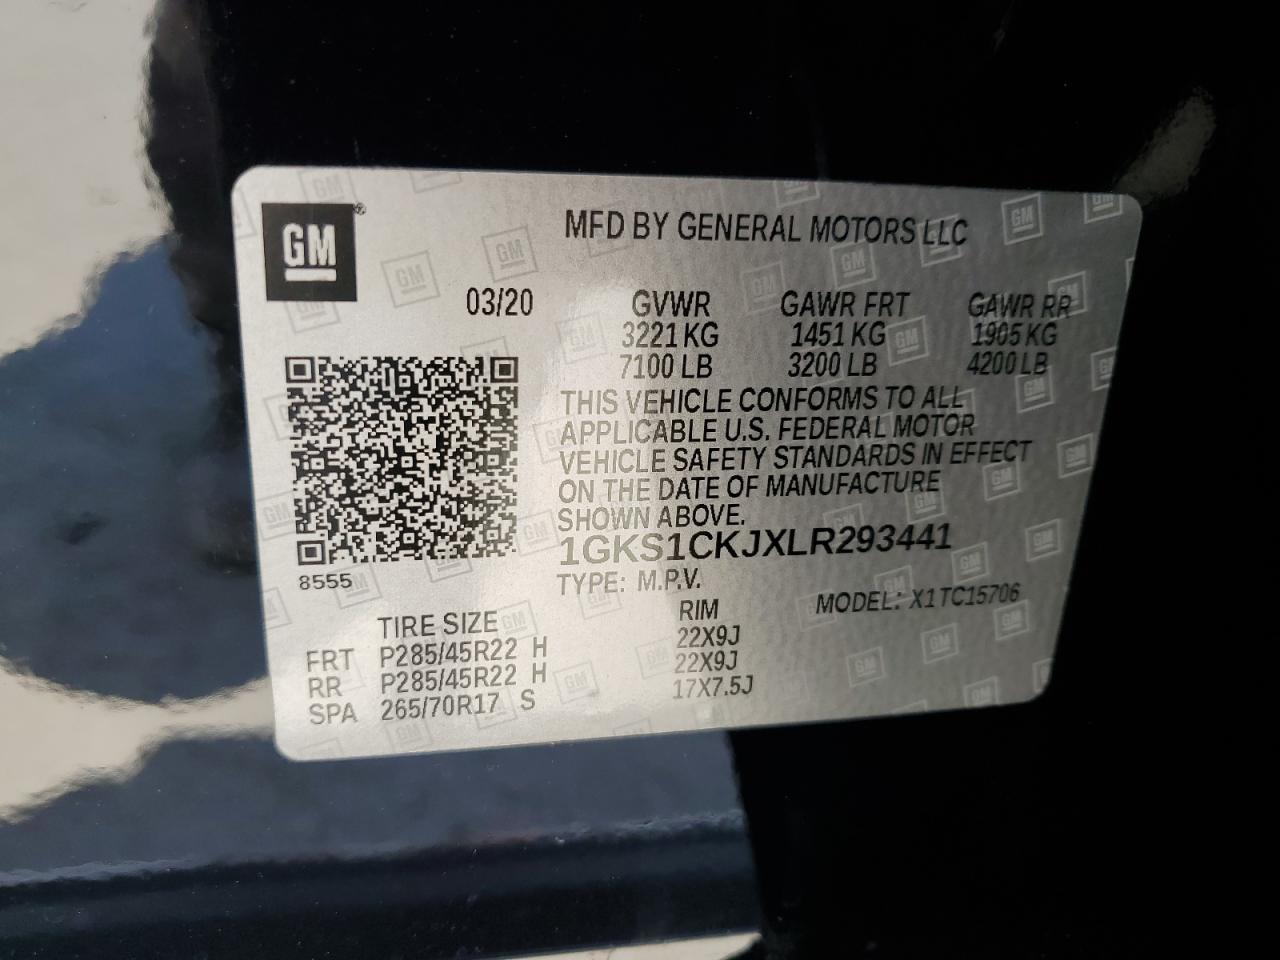 GM®
MFD BY GENERAL MOTORS LLC
03/20 GVWR GAWR FRT GAWR RR
3221 KG 1451 KG 1905 KG
7100 LB 3200 LB 4200 LB
THIS VEHICLE CONFORMS TO ALL
APPLICABLE U.S. FEDERAL MOTOR
VEHICLE SAFETY STANDARDS IN EFFECT
ON THE DATE OF MANUFACTURE
SHOWN ABOVE.
1GKS1CKJXLR293441
8555
TYPE: M.P.V.
MODEL: X1 TC15706
TIRE SIZE RIM
FRT P285/45R22 H 22X9J
RR P285/45R22 H 22X9J
SPA 265/70R17 S 17X7.5J